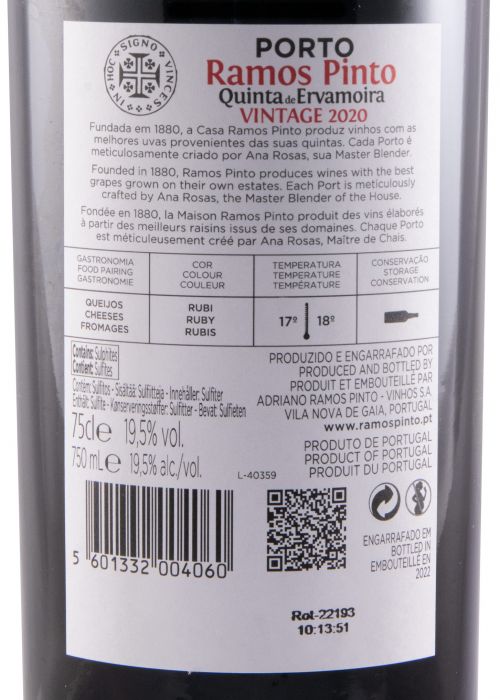 IN HOC SIGNO VINCES
PORTO
Ramos Pinto
Quinta de Ervamoira
VINTAGE 2020
Fundada em 1880, a Casa Ramos Pinto produz vinhos com as
melhores uvas provenientes das suas quintas. Cada Porto é
meticulosamente criado por Ana Rosas, sua Master Blender.
Founded in 1880, Ramos Pinto produces wines with the best
grapes grown on their own estates. Each Port is meticulously
crafted by Ana Rosas, the Master Blender of the House.
Fondée en 1880, la Maison Ramos Pinto produit des vins élaborés
à partir des meilleurs raisins issus de ses domaines. Chaque Porto
est méticuleusement créé par Ana Rosas, Maître de Chais.
GASTRONOMIA
FOOD PAIRING
GASTRONOMIE
COR
COLOUR
COULEUR
TEMPERATURA
TEMPERATURE
TEMPÉRATURE
CONSERVAÇÃO
STORAGE
CONSERVATION
QUEIJOS
CHEESES
FROMAGES
RUBI
RUBY
RUBIS
17º 18º
Contains: Sulphites
Contient: Sulfites
Contém: Sulfitos - Sisältää: Sulfitteja - Innehåller: Sulfiter
Enthält: Sulfite - Konserveringsstoffer: Sulfitter - Bevat: Sulfieten
75cl e 19,5% vol.
750 mL e 19,5% alc./vol.
L-40359
PRODUZIDO E ENGARRAFADO POR
PRODUCED AND BOTTLED BY
PRODUIT ET EMBOUTEILLÉ PAR
ADRIANO RAMOS PINTO - VINHOS S.A.
VILA NOVA DE GAIA, PORTUGAL
www.ramospinto.pt
PRODUTO DE PORTUGAL
PRODUCT OF PORTUGAL
PRODUIT DU PORTUGAL
ENGARRAFADO EM
BOTTLED IN
EMBOUTEILLÉ EN
2022
5 601332 004060
Rot-22193
10:13:51